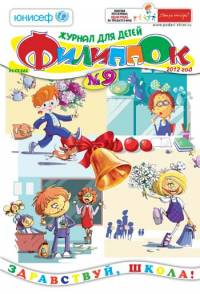 юнисеф
ЖУРНАЛ ДЛЯ ДЕТЕЙ
ФИЛИППОК
№9
2012 год
ЗДРАВСТВУЙ, ШКОЛА!